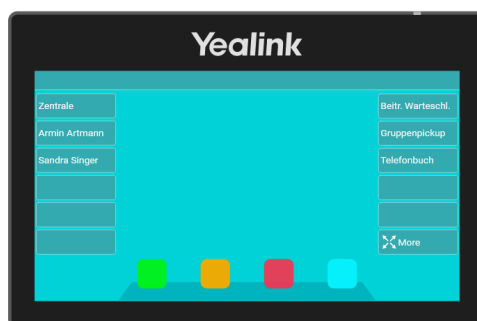 Yealink
Zentrale
Armin Artmann
Sandra Singer
Beitr. Warteschl.
Gruppenpickup
Telefonbuch
More